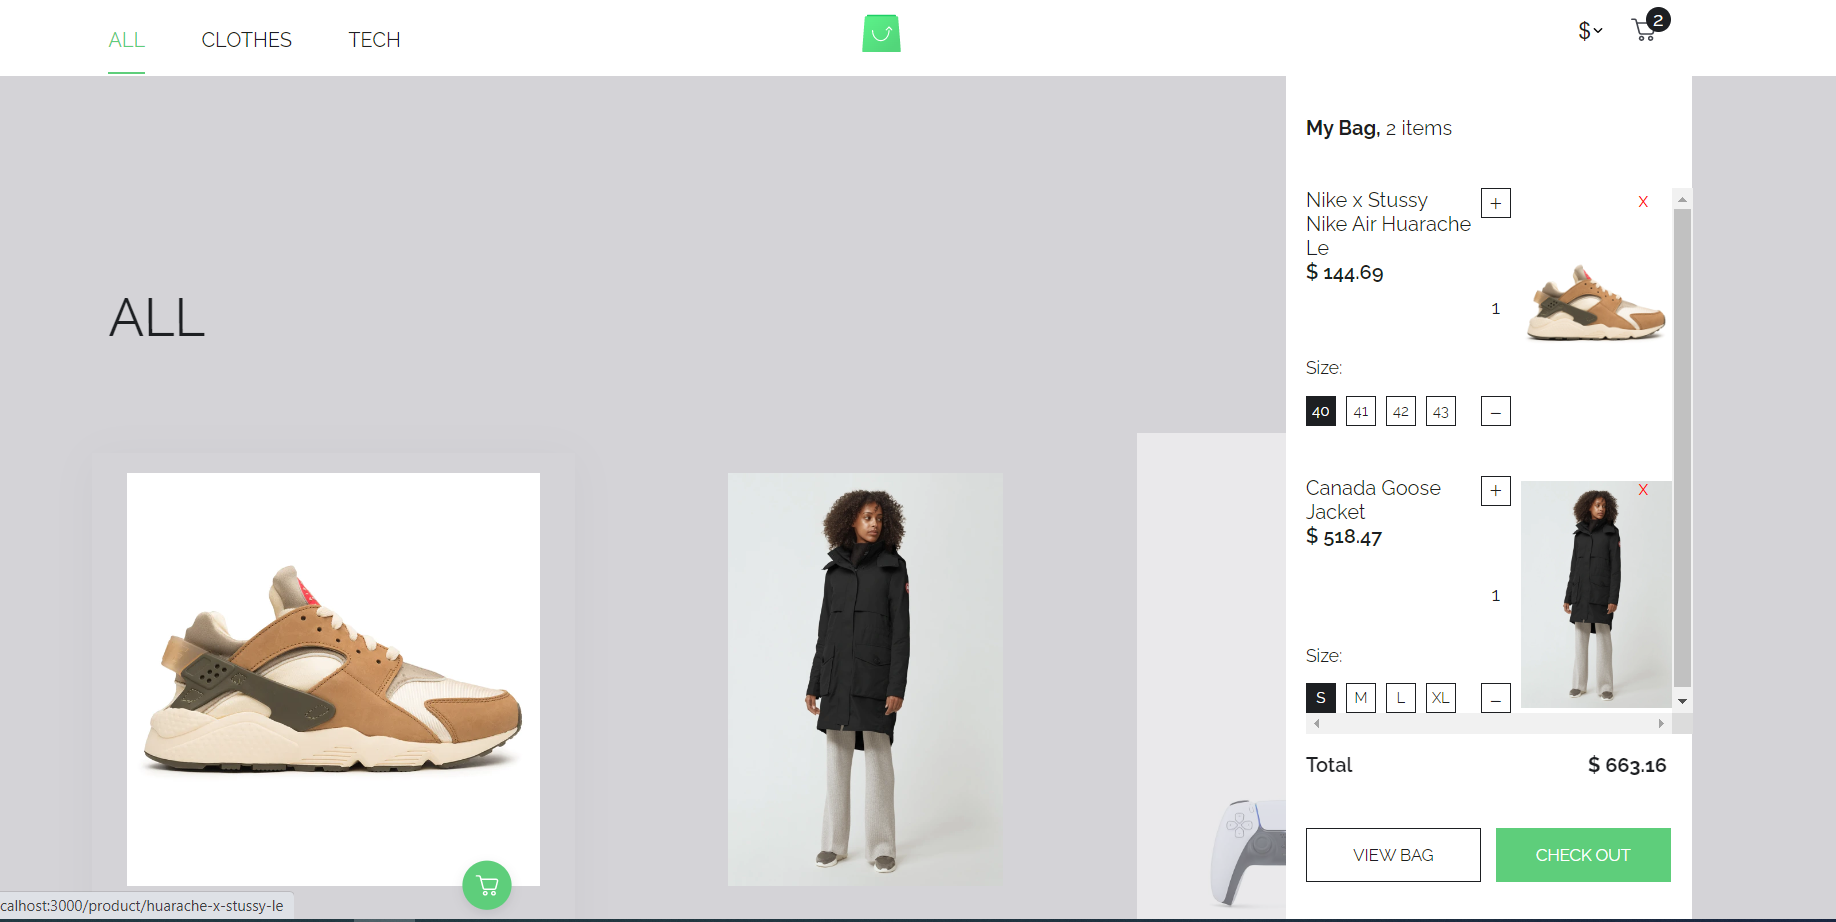 ALL
CLOTHES
TECH
$
2
My Bag, 2 items
Nike x Stussy
Nike Air Huarache
Le
$ 144.69
+
X
1
Size:
40 41 42 43
–
Canada Goose
Jacket
$ 518.47
+
X
1
Size:
S M L XL
–
Total $ 663.16
VIEW BAG
CHECK OUT
ALL
calhost:3000/product/huarache-x-stussy-le